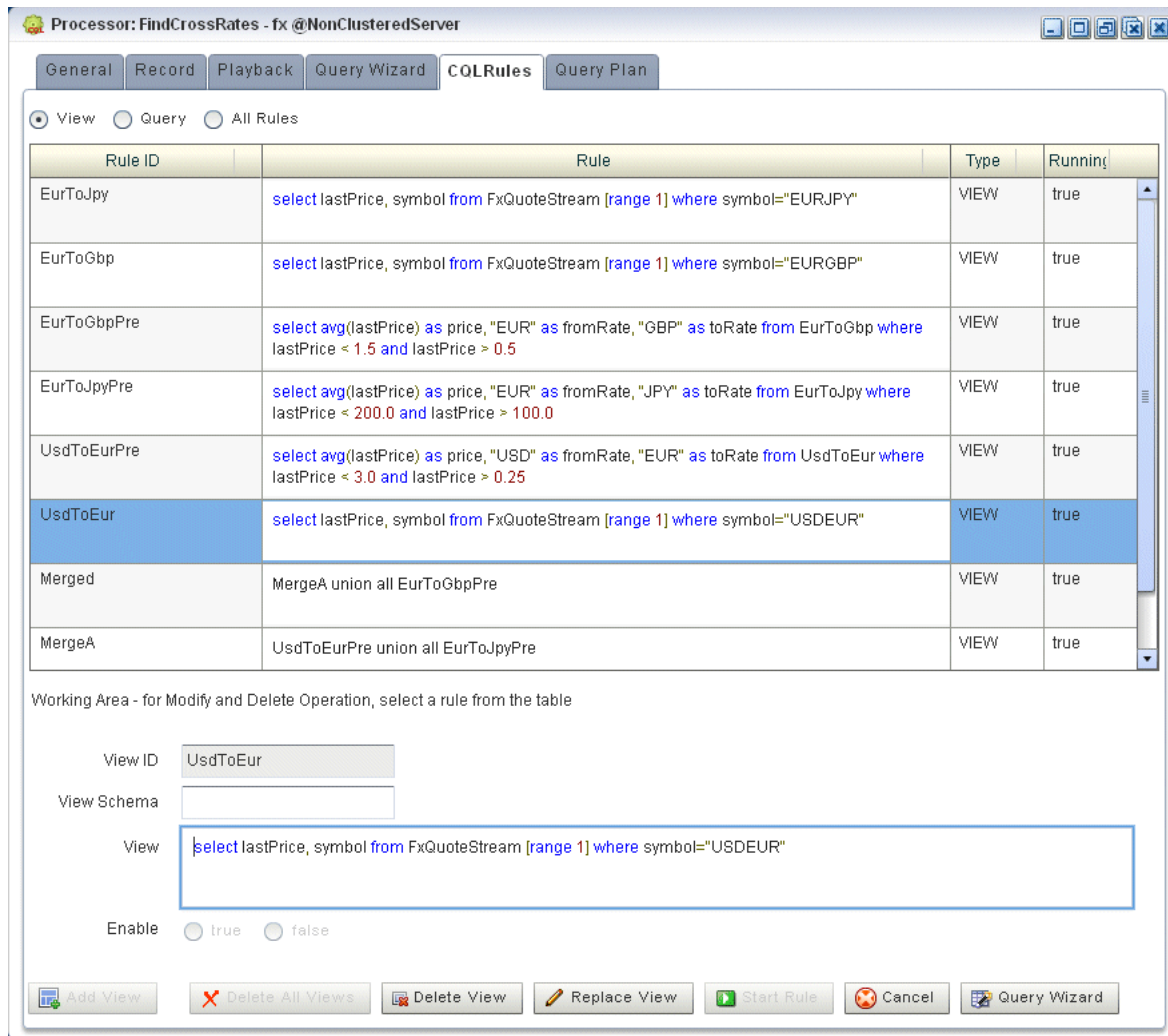 Processor: FindCrossRates - fx @NonClusteredServer
General Record Playback Query Wizard CQLRules Query Plan
View Query All Rules
Rule ID Rule Type Running
EurToJpy select lastPrice, symbol from FxQuoteStream [range 1] where symbol="EURJPY" VIEW true
EurToGbp select lastPrice, symbol from FxQuoteStream [range 1] where symbol="EURGBP" VIEW true
EurToGbpPre select avg(lastPrice) as price, "EUR" as fromRate, "GBP" as toRate from EurToGbp where VIEW true
lastPrice < 1.5 and lastPrice > 0.5
EurToJpyPre select avg(lastPrice) as price, "EUR" as fromRate, "JPY" as toRate from EurToJpy where VIEW true
lastPrice < 200.0 and lastPrice > 100.0
UsdToEurPre select avg(lastPrice) as price, "USD" as fromRate, "EUR" as toRate from UsdToEur where VIEW true
lastPrice < 3.0 and lastPrice > 0.25
UsdToEur select lastPrice, symbol from FxQuoteStream [range 1] where symbol="USDEUR" VIEW true
Merged MergeA union all EurToGbpPre VIEW true
MergeA UsdToEurPre union all EurToJpyPre VIEW true
Working Area - for Modify and Delete Operation, select a rule from the table
View ID UsdToEur
View Schema
View select lastPrice, symbol from FxQuoteStream [range 1] where symbol="USDEUR"
Enable true false
Add View Delete All Views Delete View Replace View Start Rule Cancel Query Wizard